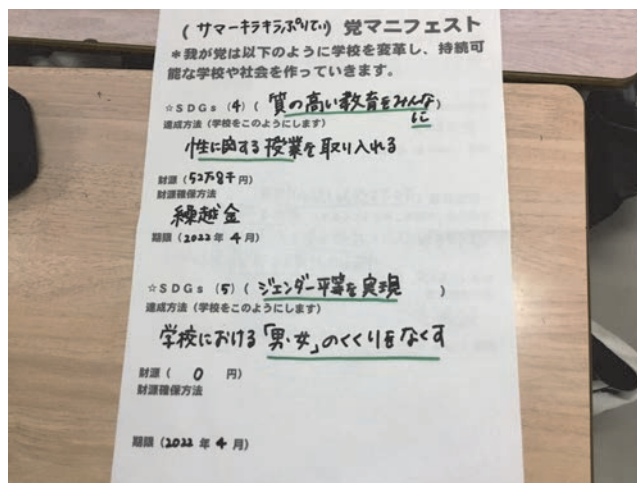 (サマーキラキラぷりてぃ) 党マニフェスト
*我が党は以下のように学校を変革し、持続可
能な学校や社会を作っていきます。
☆SDGs (4) (質の高い教育をみんな)
に
達成方法 (学校をこのようにします)
性に関する授業を取り入れる
財源 (52万8千円)
財源確保方法
繰越金
期限 (2022年 4月)
☆SDGs (5) (ジェンダー平等を実現 )
達成方法 (学校をこのようにします)
学校における「男・女」のくくりをなくす
財源 ( 0 円)
財源確保方法
期限 (2022 年 4 月)